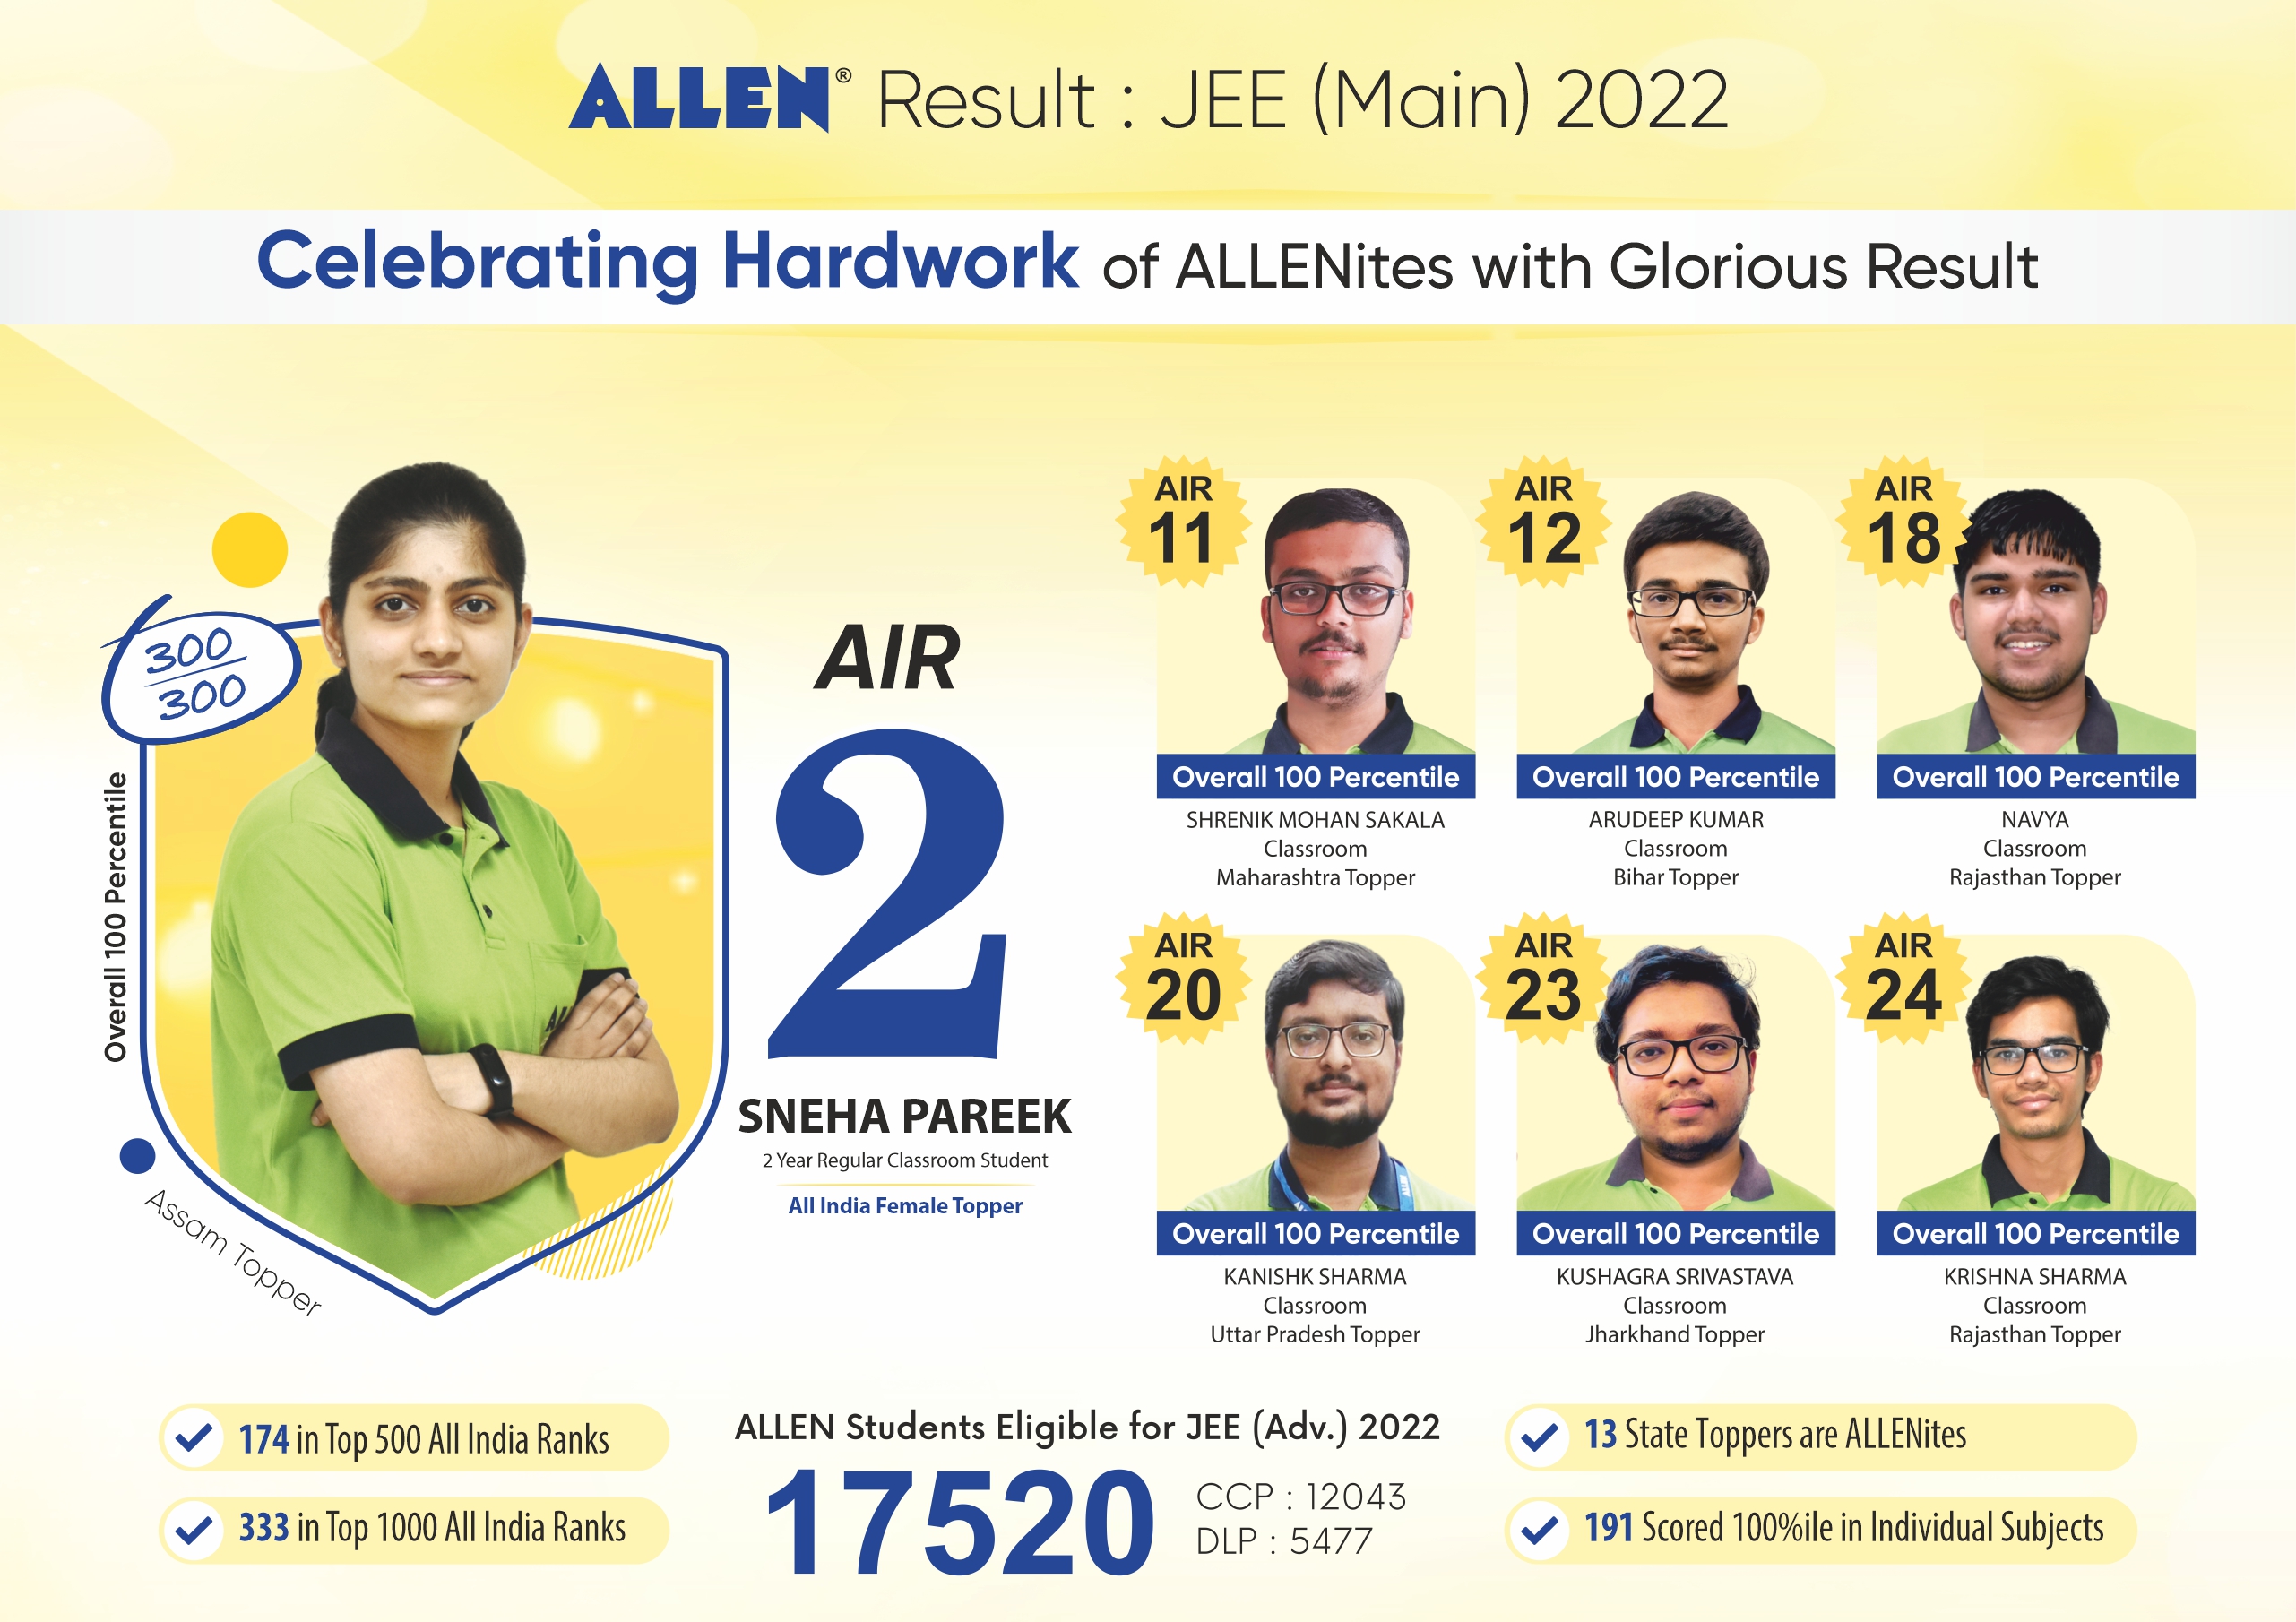 ALLEN® Result : JEE (Main) 2022
Celebrating Hardwork of ALLENites with Glorious Result
300
300
Overall 100 Percentile
Assam Topper
AIR
2
SNEHA PAREEK
2 Year Regular Classroom Student
All India Female Topper
AIR
11
Overall 100 Percentile
SHRENIK MOHAN SAKALA
Classroom
Maharashtra Topper
AIR
12
Overall 100 Percentile
ARUDEEP KUMAR
Classroom
Bihar Topper
AIR
18
Overall 100 Percentile
NAVYA
Classroom
Rajasthan Topper
AIR
20
ALLEN
Overall 100 Percentile
KANISHK SHARMA
Classroom
Uttar Pradesh Topper
AIR
23
Overall 100 Percentile
KUSHAGRA SRIVASTAVA
Classroom
Jharkhand Topper
AIR
24
Overall 100 Percentile
KRISHNA SHARMA
Classroom
Rajasthan Topper
174 in Top 500 All India Ranks
333 in Top 1000 All India Ranks
ALLEN Students Eligible for JEE (Adv.) 2022
17520
CCP : 12043
DLP : 5477
13 State Toppers are ALLENites
191 Scored 100%ile in Individual Subjects